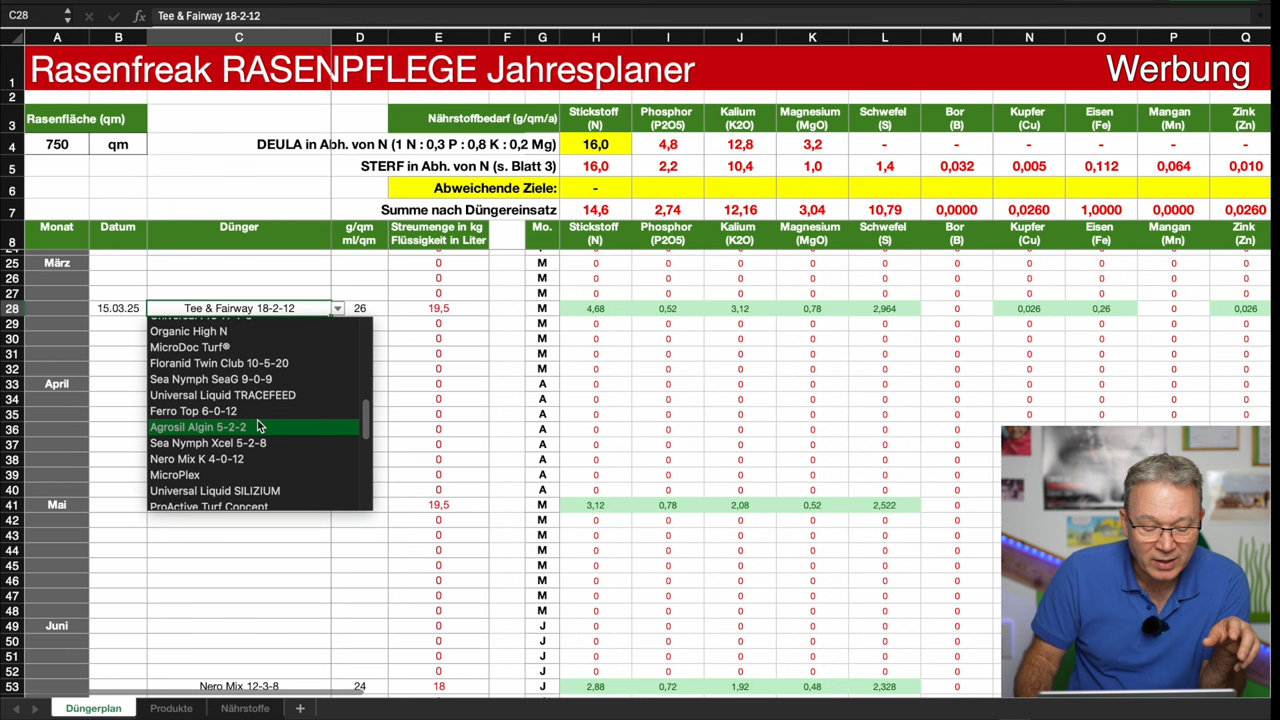 C28 fx Tee & Fairway 18-2-12
A B C D E F G H I J K L M N O P Q
1 Rasenfreak RASENPFLEGE Jahresplaner Werbung
2
3 Rasenfläche (qm) Nährstoffbedarf (g/qm/a) Stickstoff (N) Phosphor (P2O5) Kalium (K2O) Magnesium (MgO) Schwefel (S) Bor (B) Kupfer (Cu) Eisen (Fe) Mangan (Mn) Zink (Zn)
4 750 qm DEULA in Abh. von N (1 N : 0,3 P : 0,8 K : 0,2 Mg) 16,0 4,8 12,8 3,2 - - - - - -
5 STERF in Abh. von N (s. Blatt 3) 16,0 2,2 10,4 1,0 1,4 0,032 0,005 0,112 0,064 0,010
6 Abweichende Ziele: -
7 Summe nach Düngereinsatz 14,6 2,74 12,16 3,04 10,79 0,0000 0,0260 1,0000 0,0000 0,0260
8 Monat Datum Dünger g/qm ml/qm Streumenge in kg Flüssigkeit in Liter Mo. Stickstoff (N) Phosphor (P2O5) Kalium (K2O) Magnesium (MgO) Schwefel (S) Bor (B) Kupfer (Cu) Eisen (Fe) Mangan (Mn) Zink (Zn)
25 März 0 M 0 0 0 0 0 0 0 0 0 0
26 0 M 0 0 0 0 0 0 0 0 0 0
27 0 M 0 0 0 0 0 0 0 0 0 0
28 15.03.25 Tee & Fairway 18-2-12 26 19,5 M 4,68 0,52 3,12 0,78 2,964 0 0,026 0,26 0 0,026
29 0 M 0 0 0 0 0 0 0 0 0 0
30 Organic High N 0 M 0 0 0 0 0 0 0 0 0 0
31 MicroDoc Turf® 0 M 0 0 0 0 0 0 0 0 0 0
32 Floranid Twin Club 10-5-20 0 M 0 0 0 0 0 0 0 0 0 0
33 April Sea Nymph SeaG 9-0-9 0 A 0 0 0 0 0 0 0 0 0 0
34 Universal Liquid TRACEFEED 0 A 0 0 0 0 0 0 0 0 0 0
35 Ferro Top 6-0-12 0 A 0 0 0 0 0 0 0 0 0 0
36 Agrosil Algin 5-2-2 0 A 0 0 0 0 0 0
37 Sea Nymph Xcel 5-2-8 0 A 0 0 0 0 0 0
38 Nero Mix K 4-0-12 0 A 0 0 0 0 0 0
39 MicroPlex 0 A 0 0 0 0 0 0
40 Universal Liquid SILIZIUM 0 A 0 0 0 0 0 0
41 Mai ProActive Turf Concept 19,5 M 3,12 0,78 2,08 0,52 2,522 0
42 0 M 0 0 0 0 0 0
43 0 M 0 0 0 0 0 0
44 0 M 0 0 0 0 0 0
45 0 M 0 0 0 0 0 0
46 0 M 0 0 0 0 0 0
47 0 M 0 0 0 0 0 0
48 0 M 0 0 0 0 0 0
49 Juni 0 J 0 0 0 0 0 0
50 0 J 0 0 0 0 0 0
51 0 J 0 0 0 0 0 0
52 0 J 0 0 0 0 0 0
53 Nero Mix 12-3-8 24 18 J 2,88 0,72 1,92 0,48 2,328 0
Düngerplan Produkte Nährstoffe +